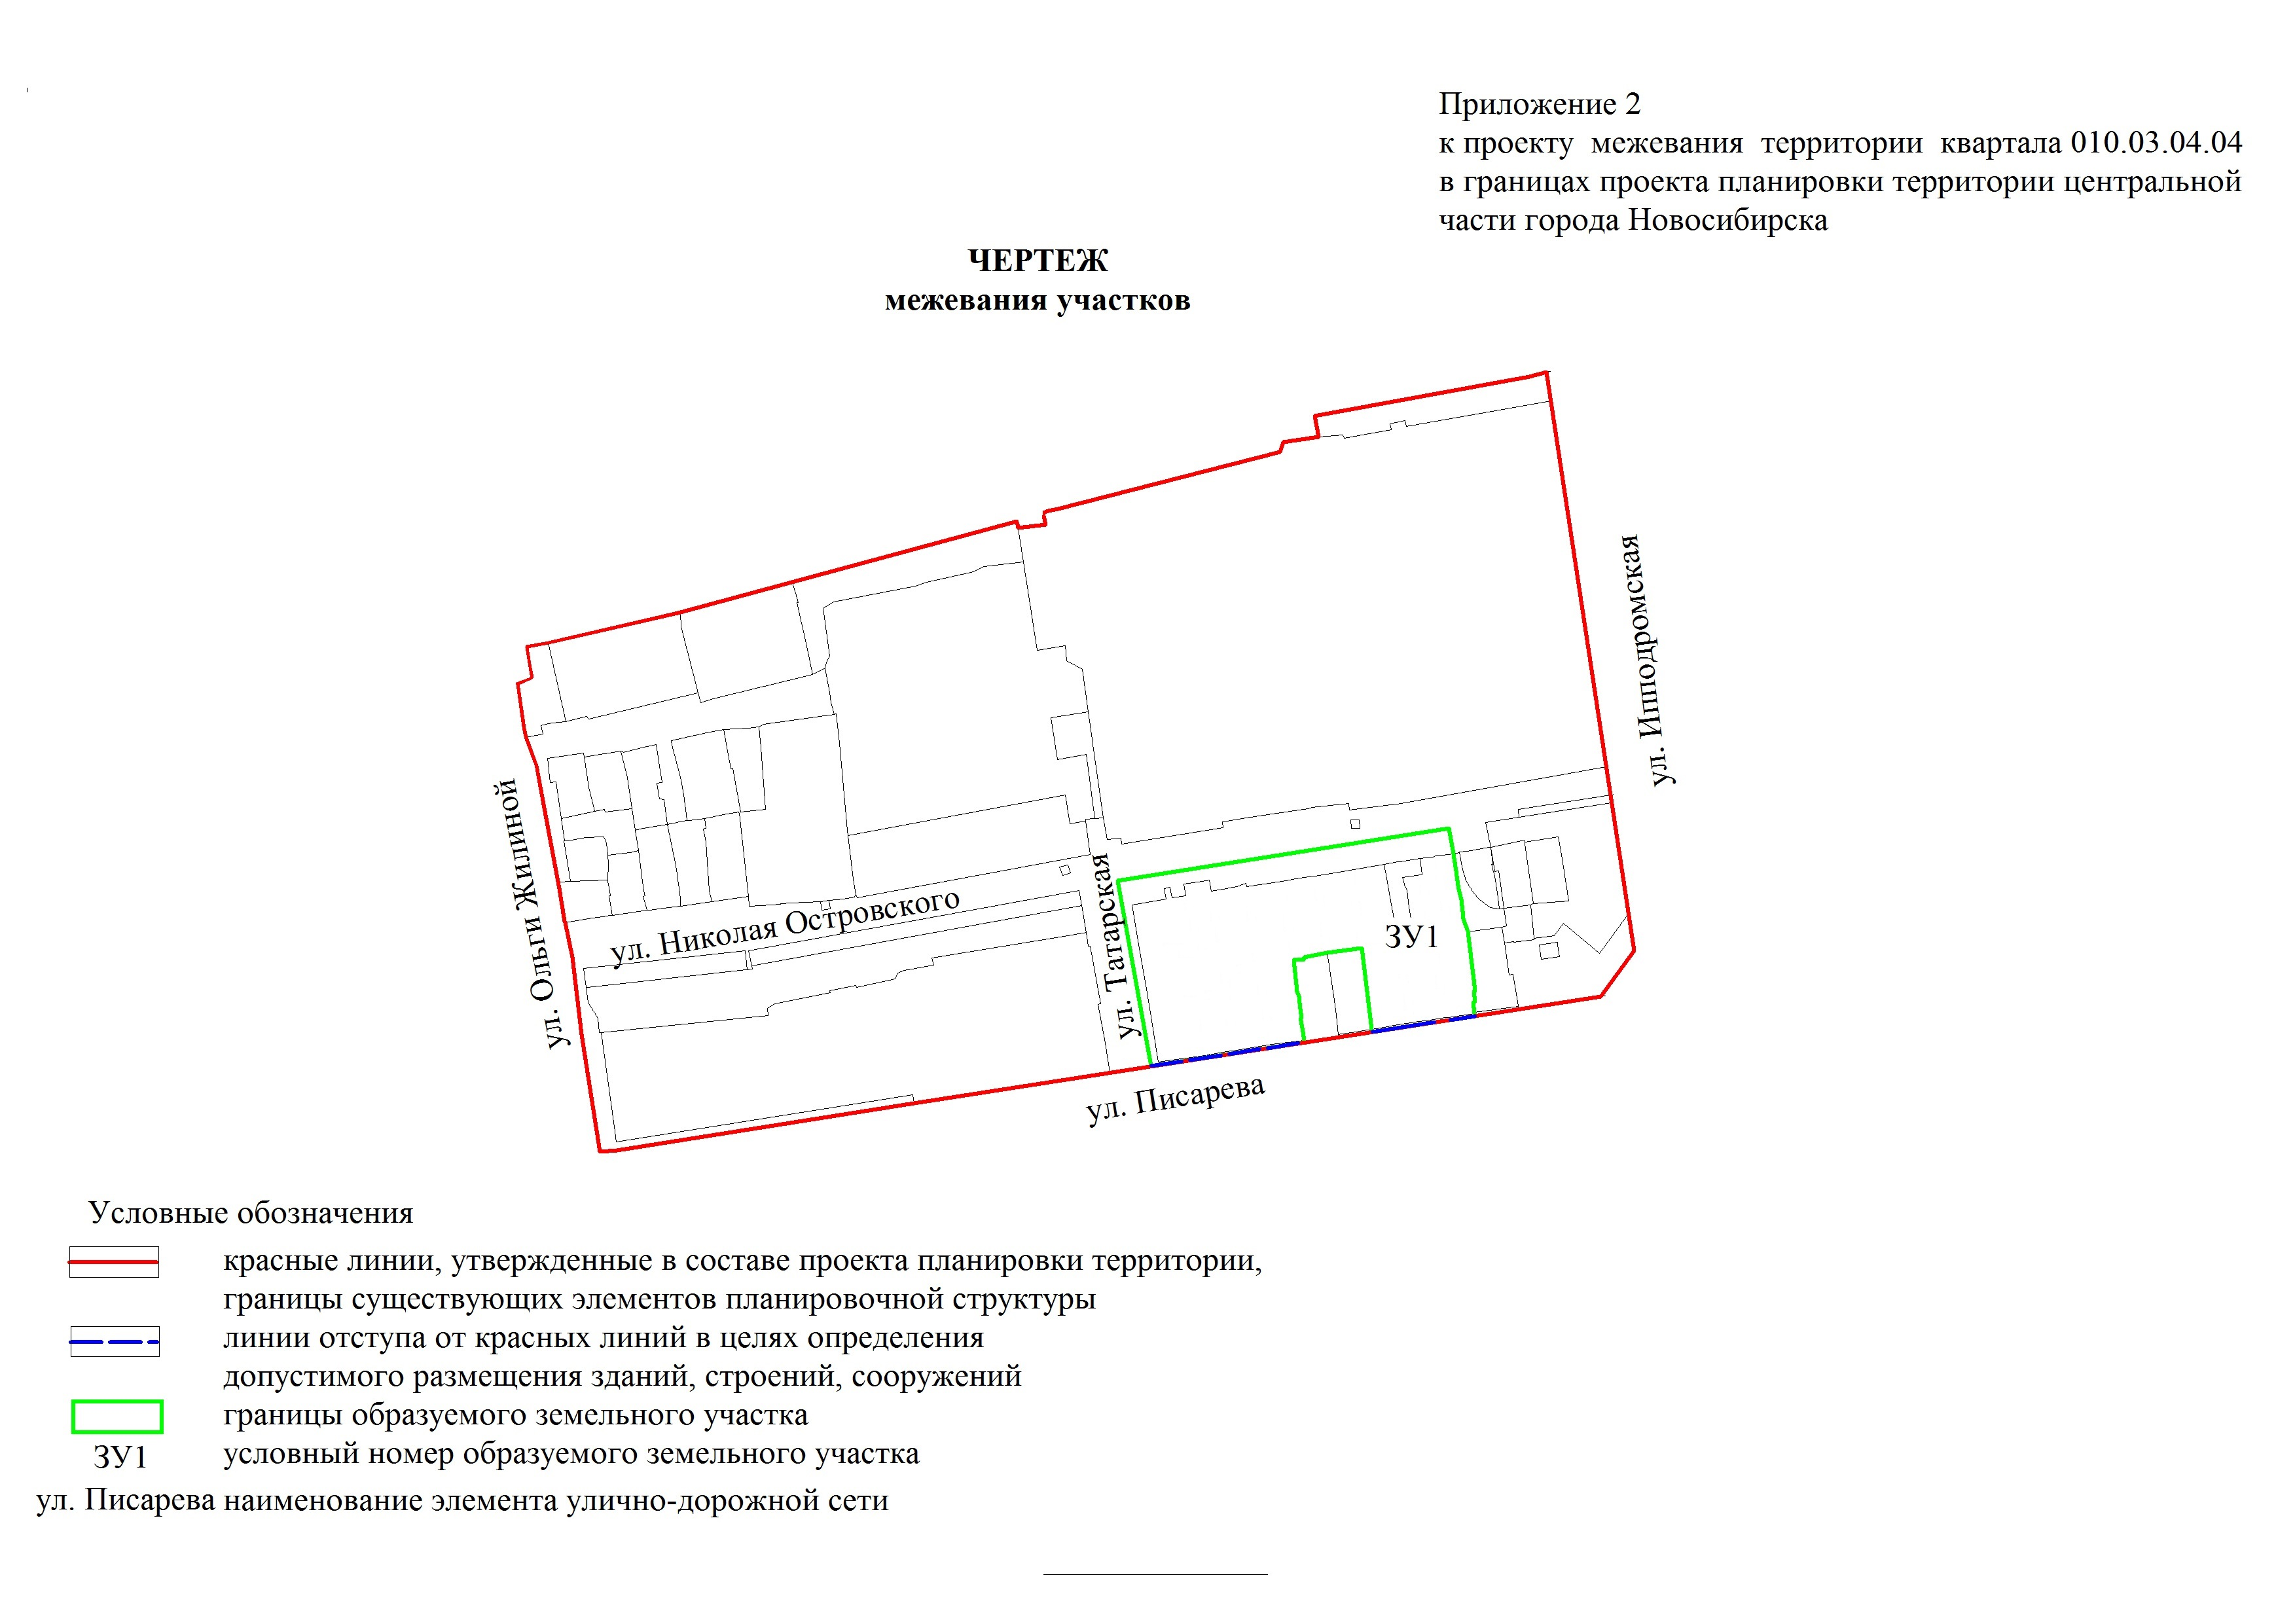 Приложение 2
к проекту межевания территории квартала 010.03.04.04
в границах проекта планировки территории центральной
части города Новосибирска
ЧЕРТЕЖ
межевания участков
ул. Ипподромская
ул. Ольги Жилиной
ул. Николая Островского
ул. Татарская
ЗУ1
ул. Писарева
Условные обозначения
красные линии, утвержденные в составе проекта планировки территории,
границы существующих элементов планировочной структуры
линии отступа от красных линий в целях определения
допустимого размещения зданий, строений, сооружений
границы образуемого земельного участка
ЗУ1 условный номер образуемого земельного участка
ул. Писарева наименование элемента улично-дорожной сети